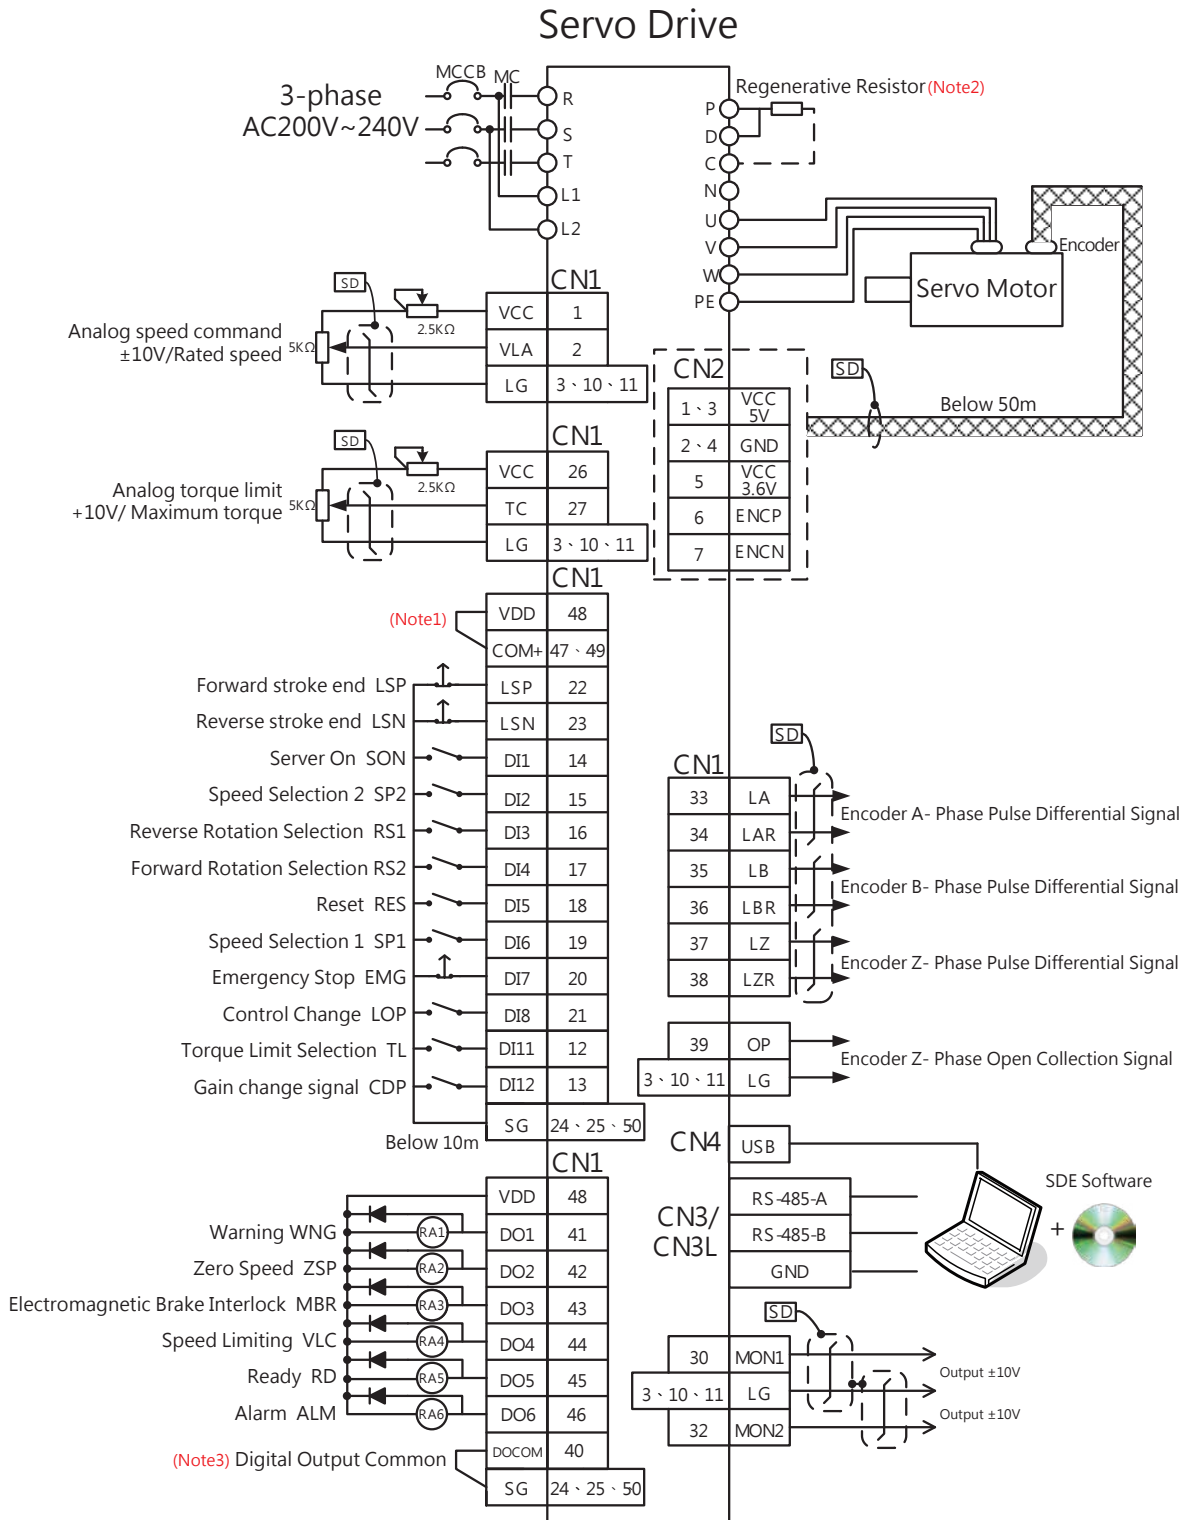 Servo Drive
MCCB MC
3-phase
AC200V~240V
R
S
T
L1
L2
Regenerative Resistor(Note2)
P
D
C
N
U
V
W
PE
Encoder
Servo Motor
SD
Below 50m
CN2
1、3 VCC 5V
2、4 GND
5 VCC 3.6V
6 ENCP
7 ENCN
CN1
SD
Analog speed command
±10V/Rated speed
5KΩ
2.5KΩ
VCC 1
VLA 2
LG 3、10、11
CN1
SD
Analog torque limit
+10V/ Maximum torque
5KΩ
2.5KΩ
VCC 26
TC 27
LG 3、10、11
CN1
(Note1)
VDD 48
COM+ 47、49
Forward stroke end LSP LSP 22
Reverse stroke end LSN LSN 23
Server On SON DI1 14
Speed Selection 2 SP2 DI2 15
Reverse Rotation Selection RS1 DI3 16
Forward Rotation Selection RS2 DI4 17
Reset RES DI5 18
Speed Selection 1 SP1 DI6 19
Emergency Stop EMG DI7 20
Control Change LOP DI8 21
Torque Limit Selection TL DI11 12
Gain change signal CDP DI12 13
SG 24、25、50
Below 10m
CN1
VDD 48
Warning WNG RA1 DO1 41
Zero Speed ZSP RA2 DO2 42
Electromagnetic Brake Interlock MBR RA3 DO3 43
Speed Limiting VLC RA4 DO4 44
Ready RD RA5 DO5 45
Alarm ALM RA6 DO6 46
(Note3) Digital Output Common DOCOM 40
SG 24、25、50
SD
CN1
33 LA
34 LAR
Encoder A- Phase Pulse Differential Signal
35 LB
36 LBR
Encoder B- Phase Pulse Differential Signal
37 LZ
38 LZR
Encoder Z- Phase Pulse Differential Signal
39 OP
3、10、11 LG
Encoder Z- Phase Open Collection Signal
CN4 USB
CN3/
CN3L
RS-485-A
RS-485-B
GND
SDE Software
+
SD
30 MON1
Output ±10V
3、10、11 LG
Output ±10V
32 MON2